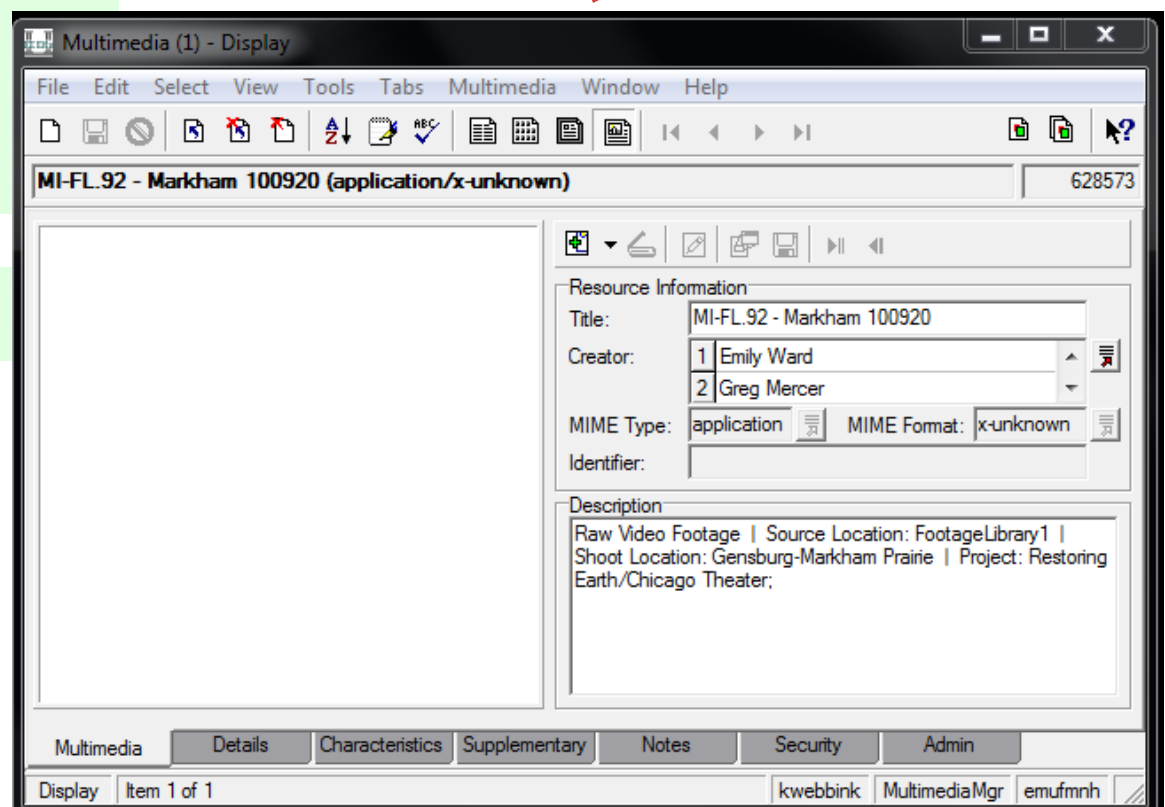 Multimedia (1) - Display
File Edit Select View Tools Tabs Multimedia Window Help
MI-FL.92 - Markham 100920 (application/x-unknown) 628573
Resource Information
Title: MI-FL.92 - Markham 100920
Creator: 1 Emily Ward
2 Greg Mercer
MIME Type: application MIME Format: x-unknown
Identifier:
Description
Raw Video Footage | Source Location: FootageLibrary1 |
Shoot Location: Gensburg-Markham Prairie | Project: Restoring
Earth/Chicago Theater;
Multimedia Details Characteristics Supplementary Notes Security Admin
Display Item 1 of 1 kwebbink MultimediaMgr emufmnh